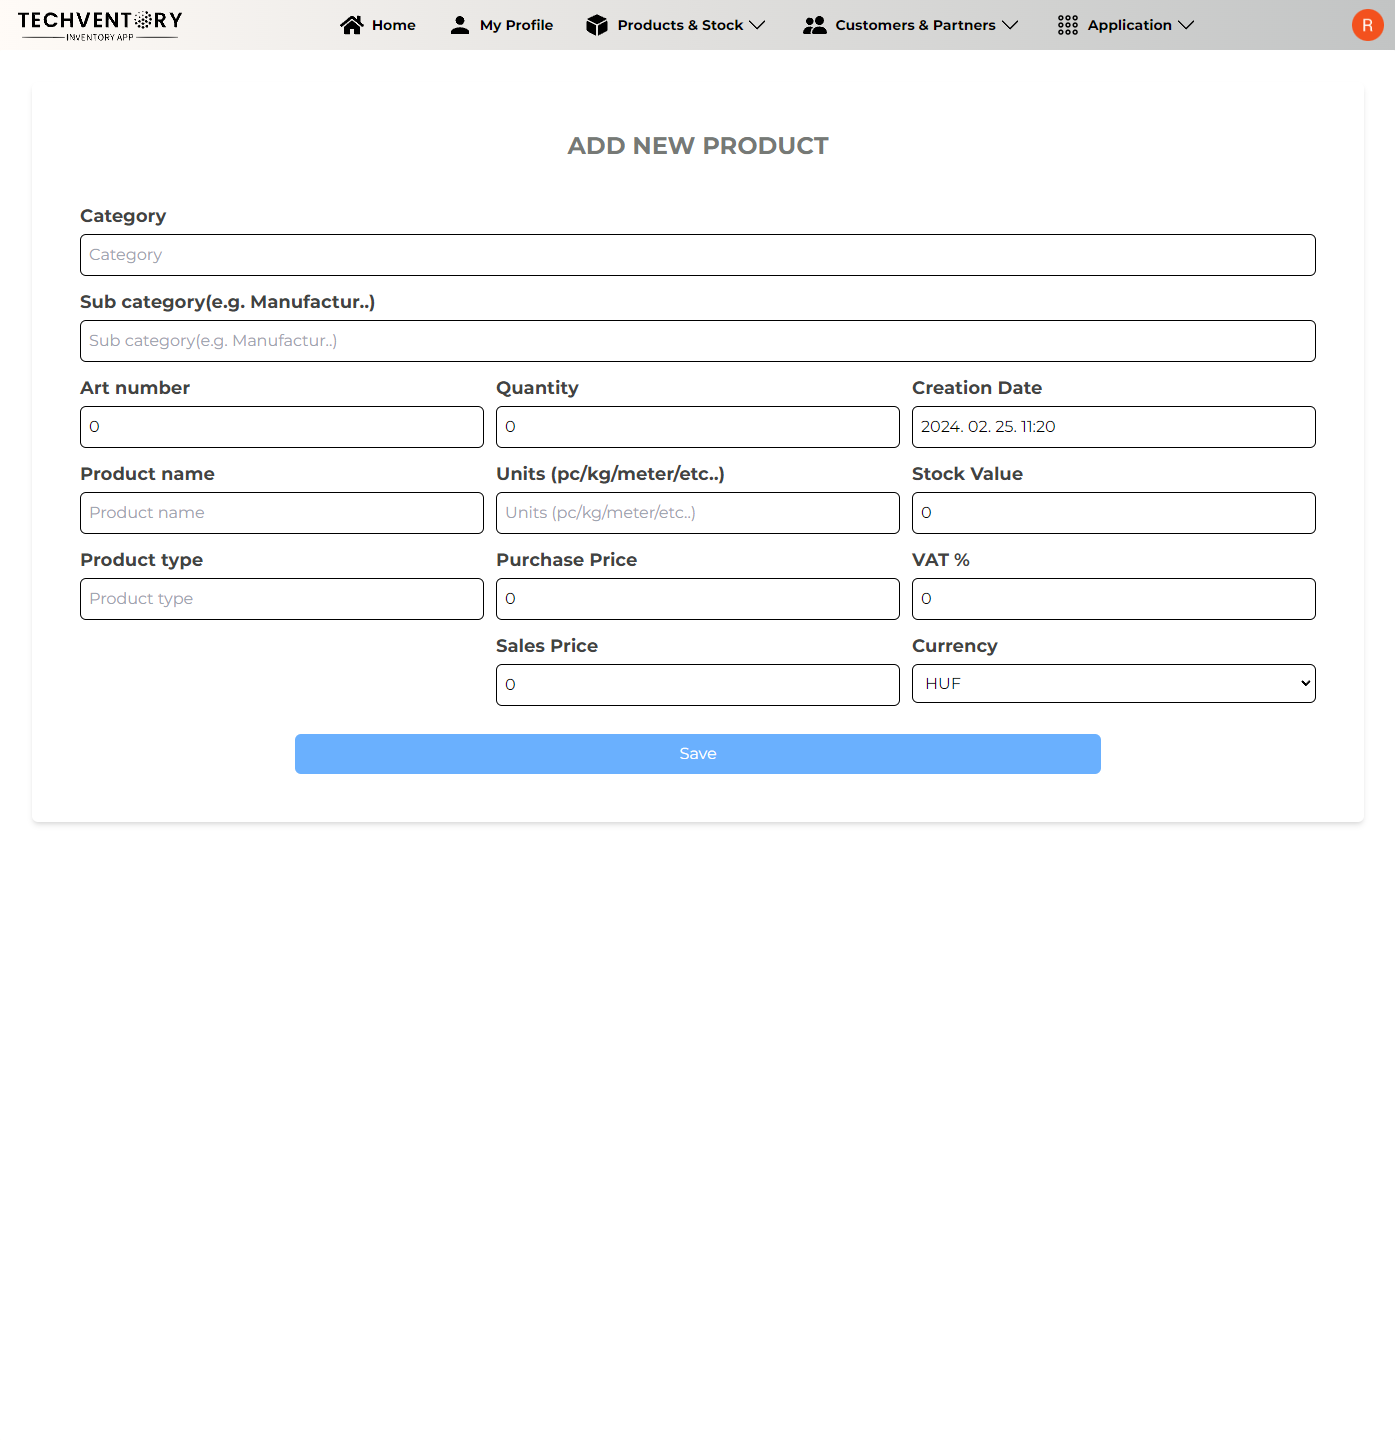 TECHVENTORY
INVENTORY APP
Home
My Profile
Products & Stock
Customers & Partners
Application
R
ADD NEW PRODUCT
Category
Category
Sub category(e.g. Manufactur..)
Sub category(e.g. Manufactur..)
Art number
Quantity
Creation Date
0
0
2024. 02. 25. 11:20
Product name
Units (pc/kg/meter/etc..)
Stock Value
Product name
Units (pc/kg/meter/etc..)
0
Product type
Purchase Price
VAT %
Product type
0
0
Sales Price
Currency
0
HUF
Save